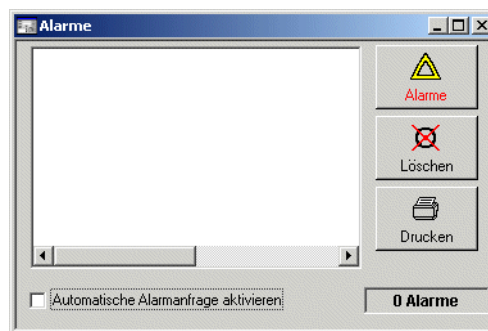 Alarme
Alarme
Löschen
Drucken
Automatische Alarmanfrage aktivieren
0 Alarme